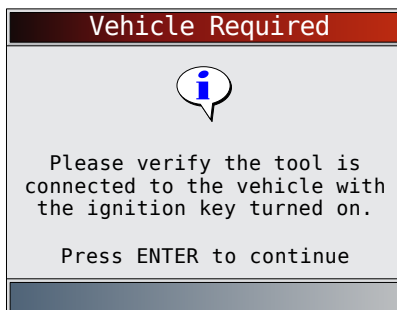 Vehicle Required
Please verify the tool is
connected to the vehicle with
the ignition key turned on.
Press ENTER to continue